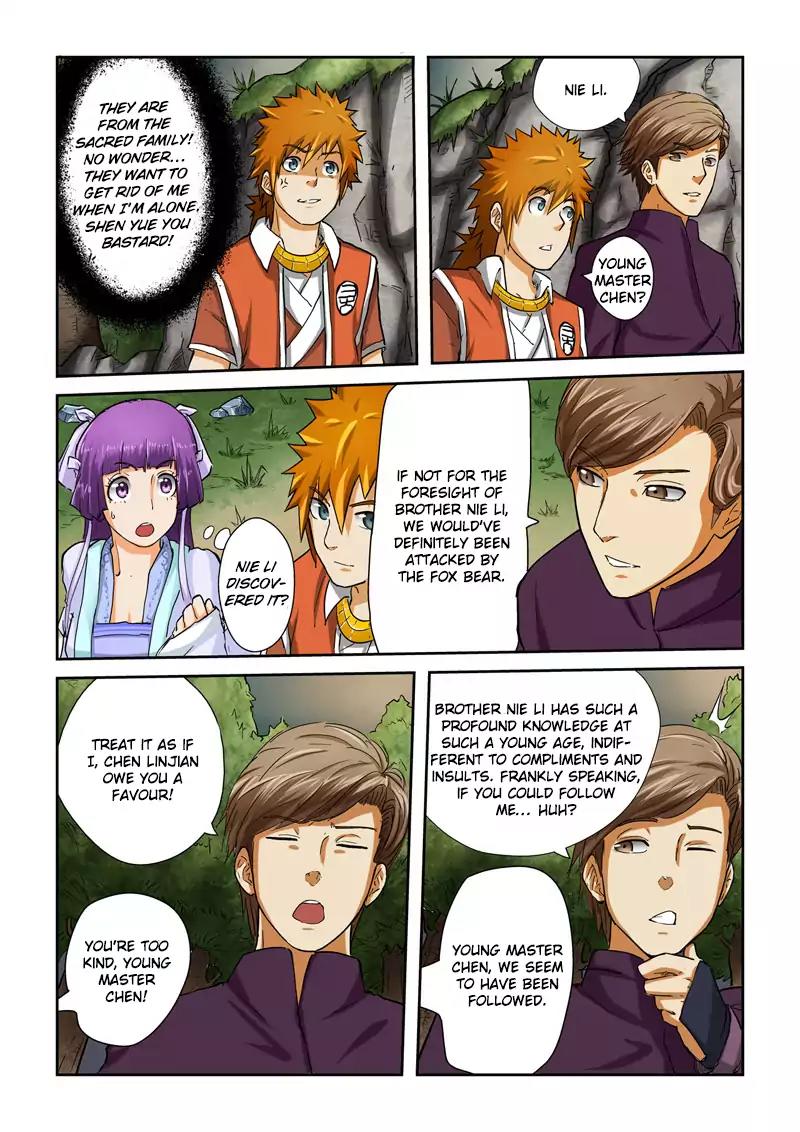 THEY ARE
FROM THE
SACRED FAMILY!
NO WONDER...
THEY WANT TO
GET RID OF ME
WHEN I'M ALONE.
SHEN YUE YOU
BASTARD!
NIE LI.
YOUNG
MASTER
CHEN?
NIE LI
DISCOV-
ERED IT?
IF NOT FOR THE
FORESIGHT OF
BROTHER NIE LI,
WE WOULD'VE
DEFINITELY BEEN
ATTACKED BY
THE FOX BEAR.
TREAT IT AS IF
I, CHEN LINJIAN
OWE YOU A
FAVOUR!
YOU'RE TOO
KIND, YOUNG
MASTER
CHEN!
BROTHER NIE LI HAS SUCH A
PROFOUND KNOWLEDGE AT
SUCH A YOUNG AGE, INDIF-
FERENT TO COMPLIMENTS AND
INSULTS. FRANKLY SPEAKING,
IF YOU COULD FOLLOW
ME... HUH?
YOUNG MASTER
CHEN, WE SEEM
TO HAVE BEEN
FOLLOWED.